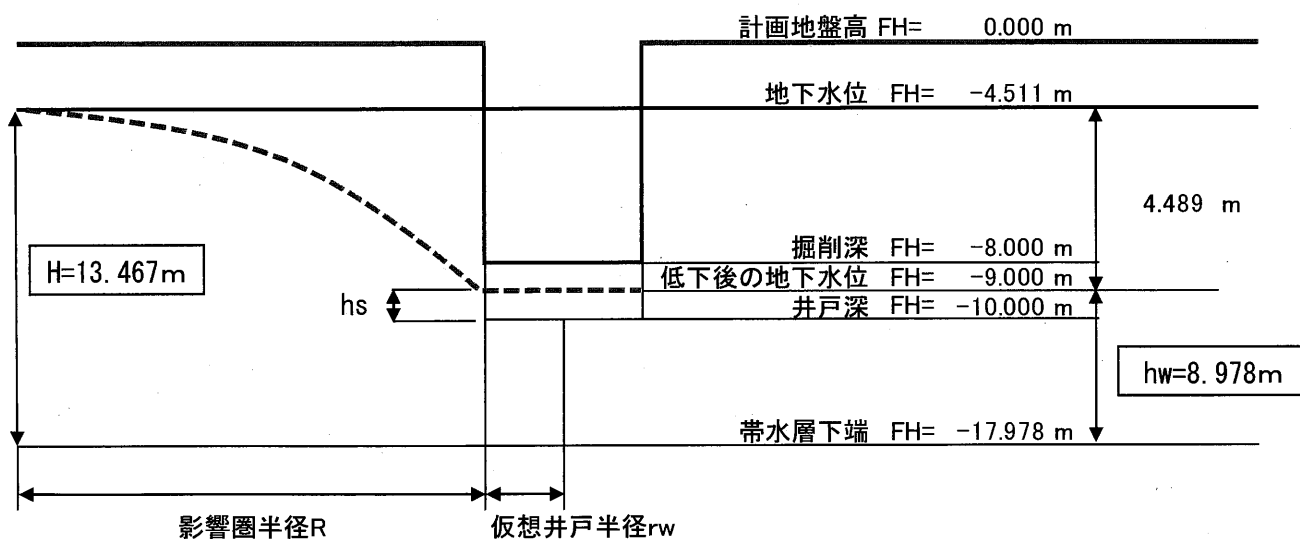 計画地盤高 FH= 0.000 m
地下水位 FH= -4.511 m
4.489 m
掘削深 FH= -8.000 m
H=13.467m
低下後の地下水位 FH= -9.000 m
hs
井戸深 FH= -10.000 m
hw=8.978m
帯水層下端 FH= -17.978 m
影響圏半径R
仮想井戸半径rw